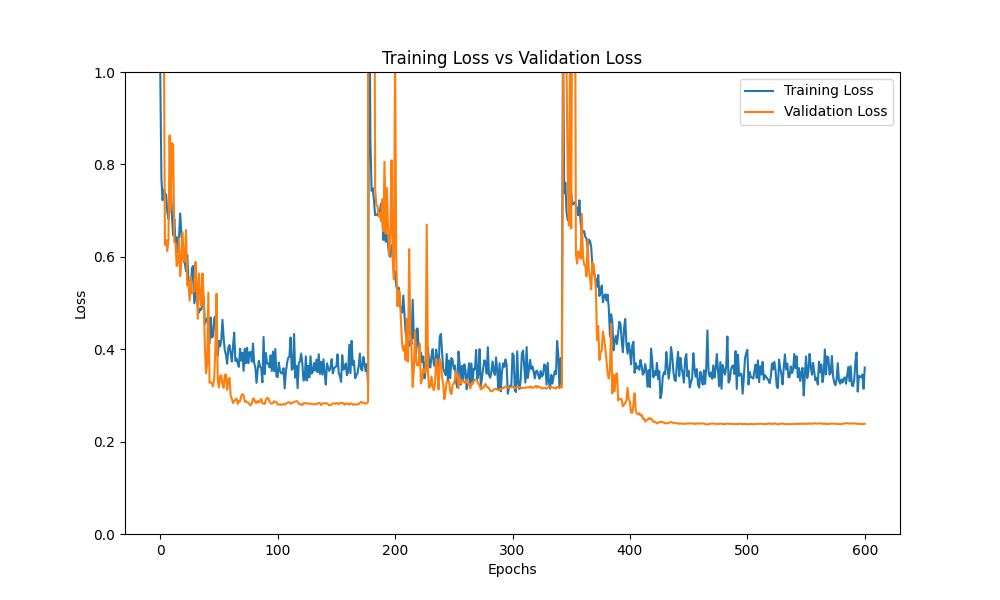 Training Loss vs Validation Loss
Training Loss
Validation Loss
1.0
0.8
0.6
0.4
0.2
0.0
Loss
0 100 200 300 400 500 600
Epochs